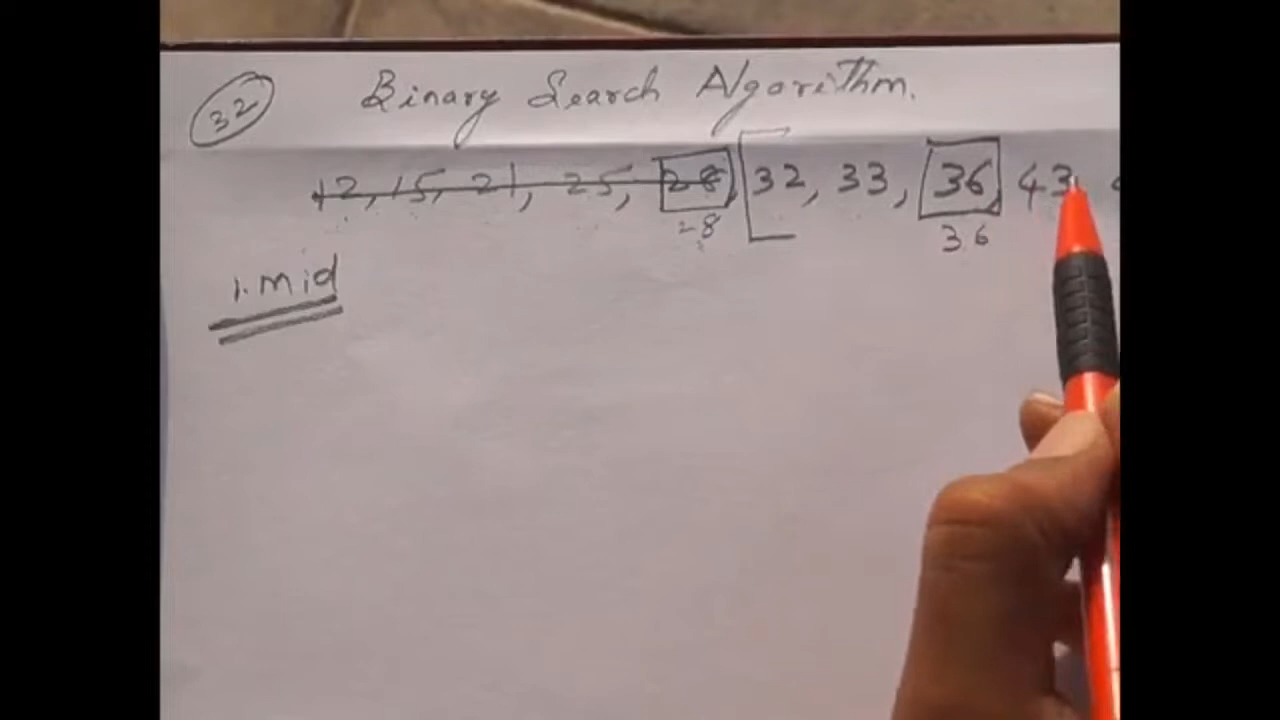 32
Binary Search Algorithm.
12, 15, 21, 25, 28, 32, 33, 36, 43,
28 36
1. Mid